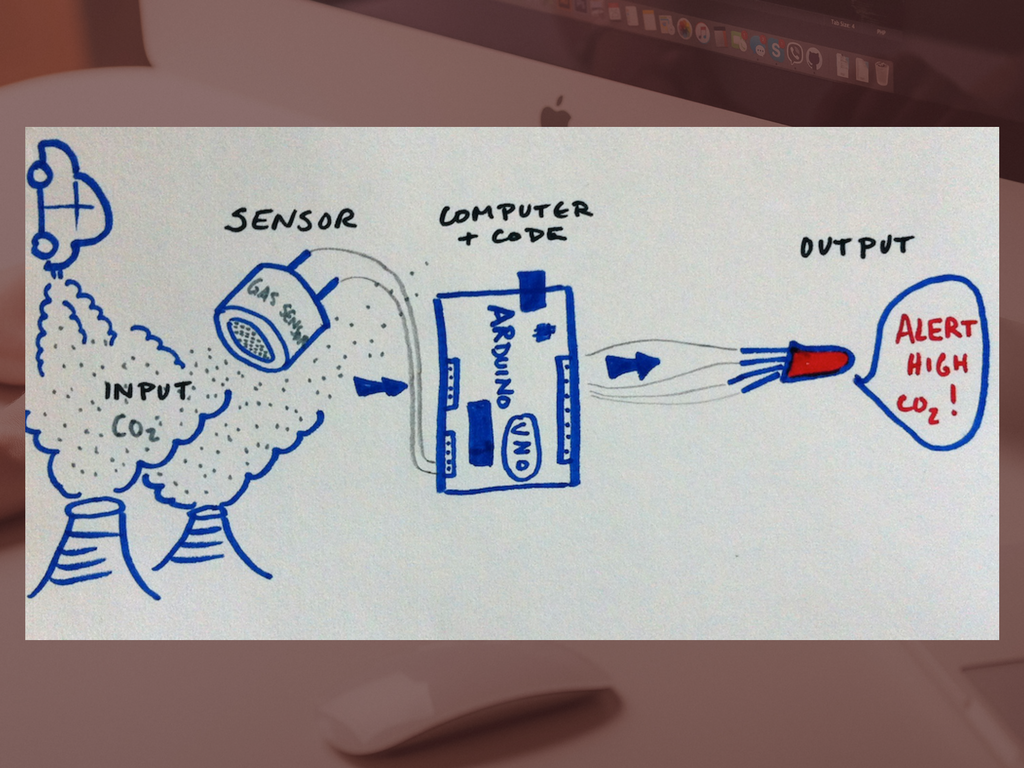 SENSOR
COMPUTER
+ CODE
OUTPUT
GAS SENSOR
INPUT
CO2
ARDUINO
UNO
ALERT
HIGH
CO2!